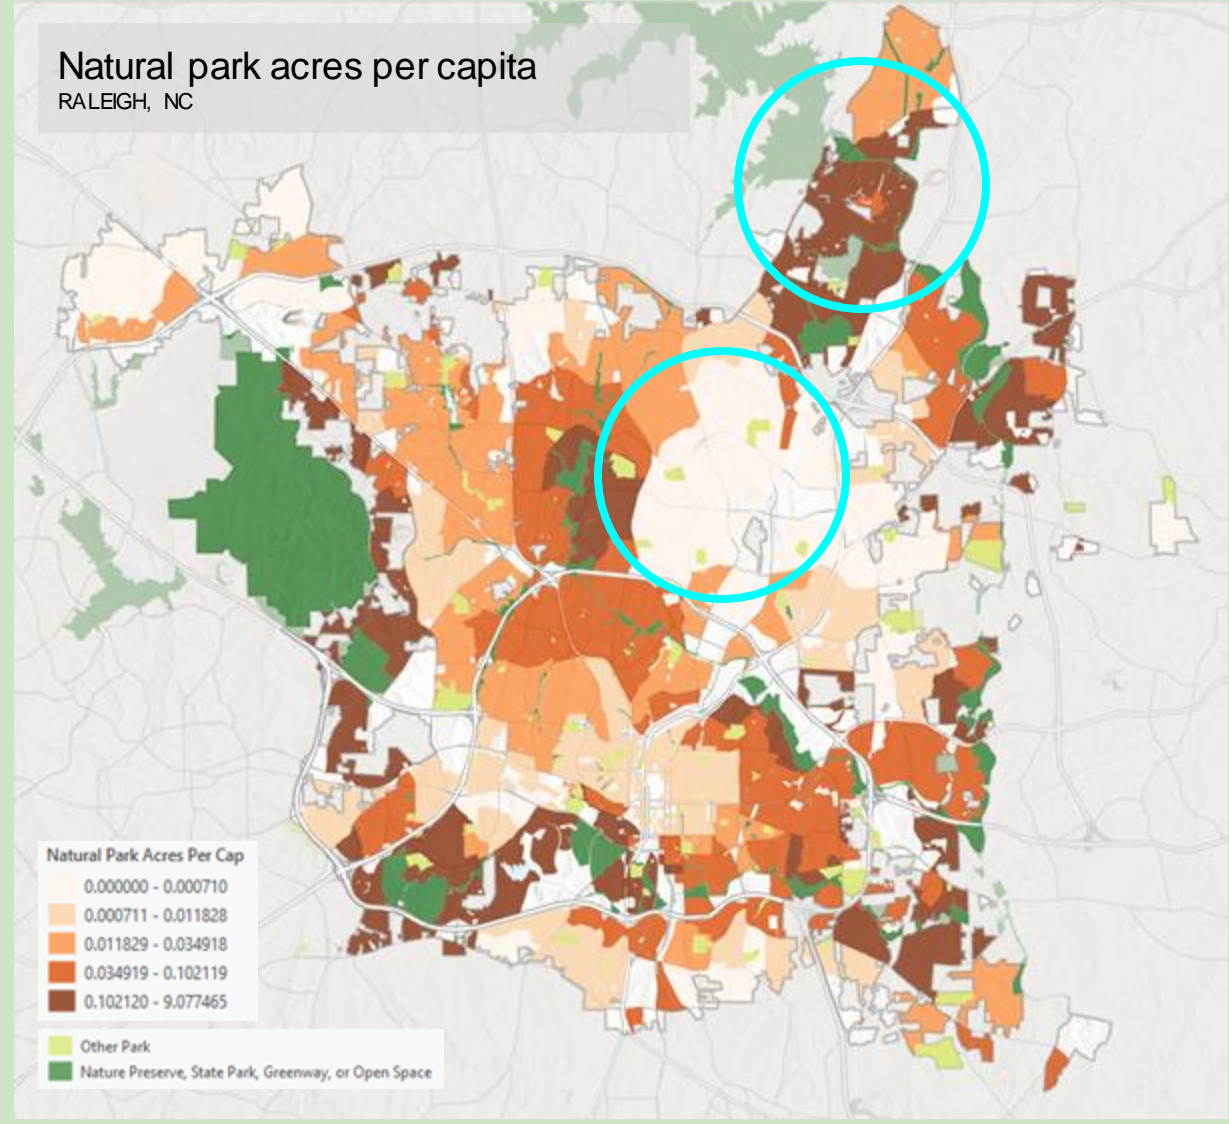 Natural park acres per capita
RALEIGH, NC
Natural Park Acres Per Cap
0.000000 - 0.000710
0.000711 - 0.011828
0.011829 - 0.034918
0.034919 - 0.102119
0.102120 - 9.077465
Other Park
Nature Preserve, State Park, Greenway, or Open Space